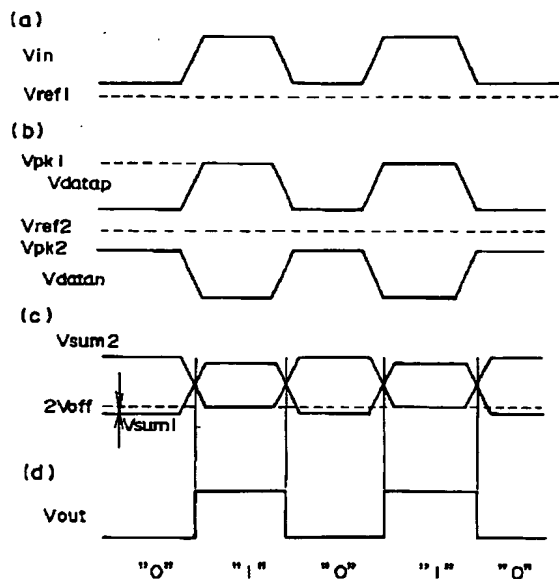 (a)
Vin
Vref1
(b)
Vpk1
Vdatap
Vref2
Vpk2
Vdatan
(c)
Vsum2
2Voff
Vsum1
(d)
Vout
"0" "1" "0" "1" "0"